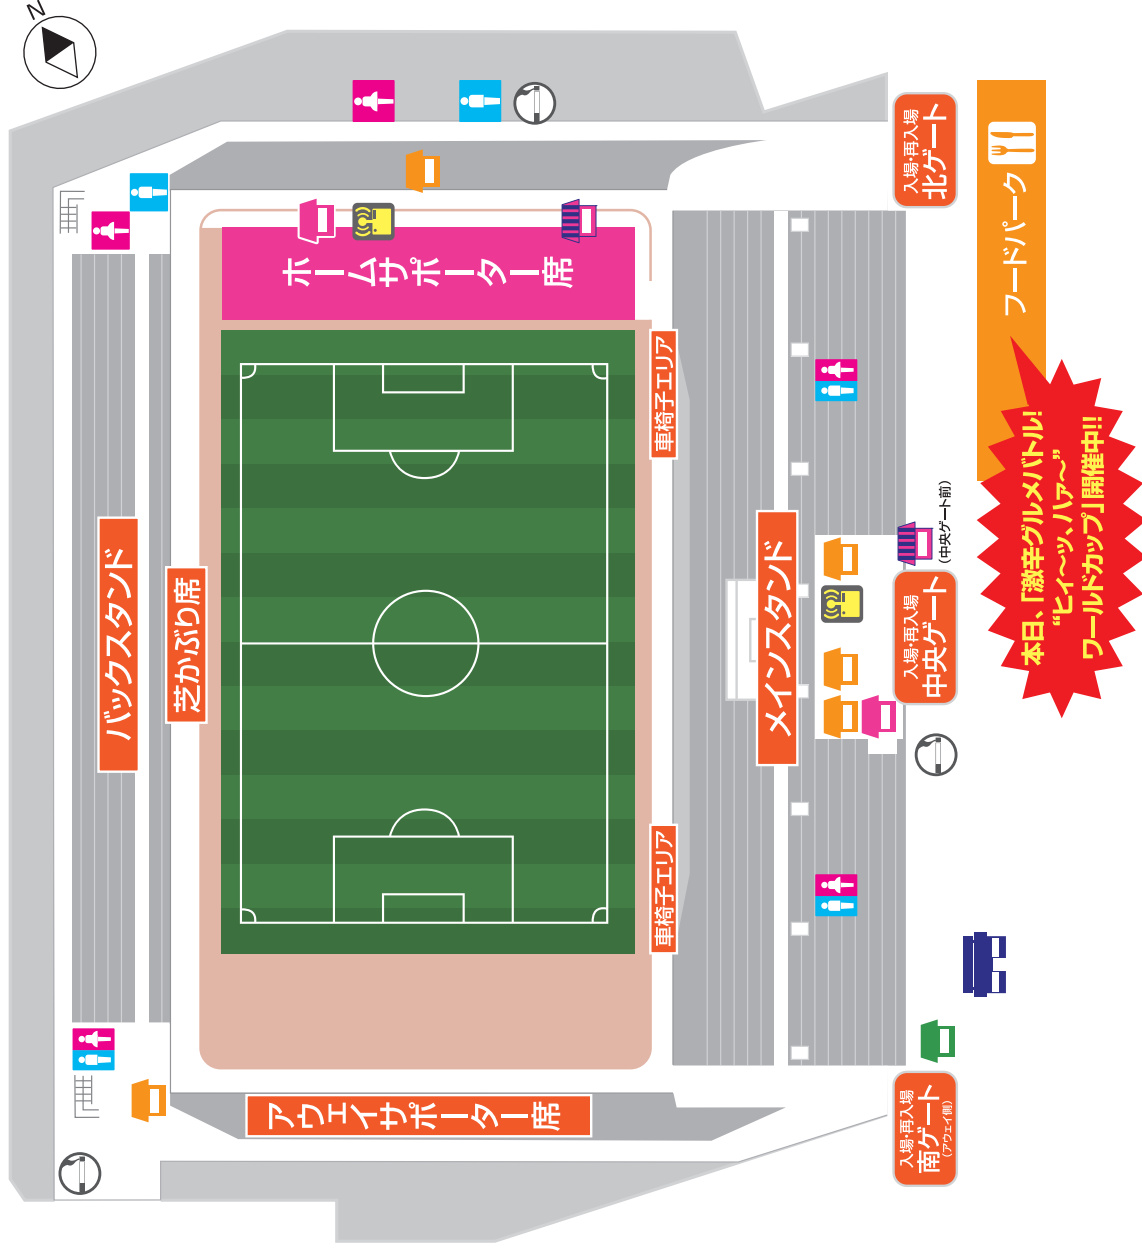 N
入場・再入場
北ゲート
フードパーク
ホームサポーター席
車椅子エリア
本日、「激辛グルメバトル!
“ヒィ〜ッ、ハァ〜”
ワールドカップ」開催中!!
(中央ゲート前)
バックスタンド
芝かぶり席
メインスタンド
入場・再入場
中央ゲート
車椅子エリア
アウェイサポーター席
入場・再入場
南ゲート
(アウェイ側)